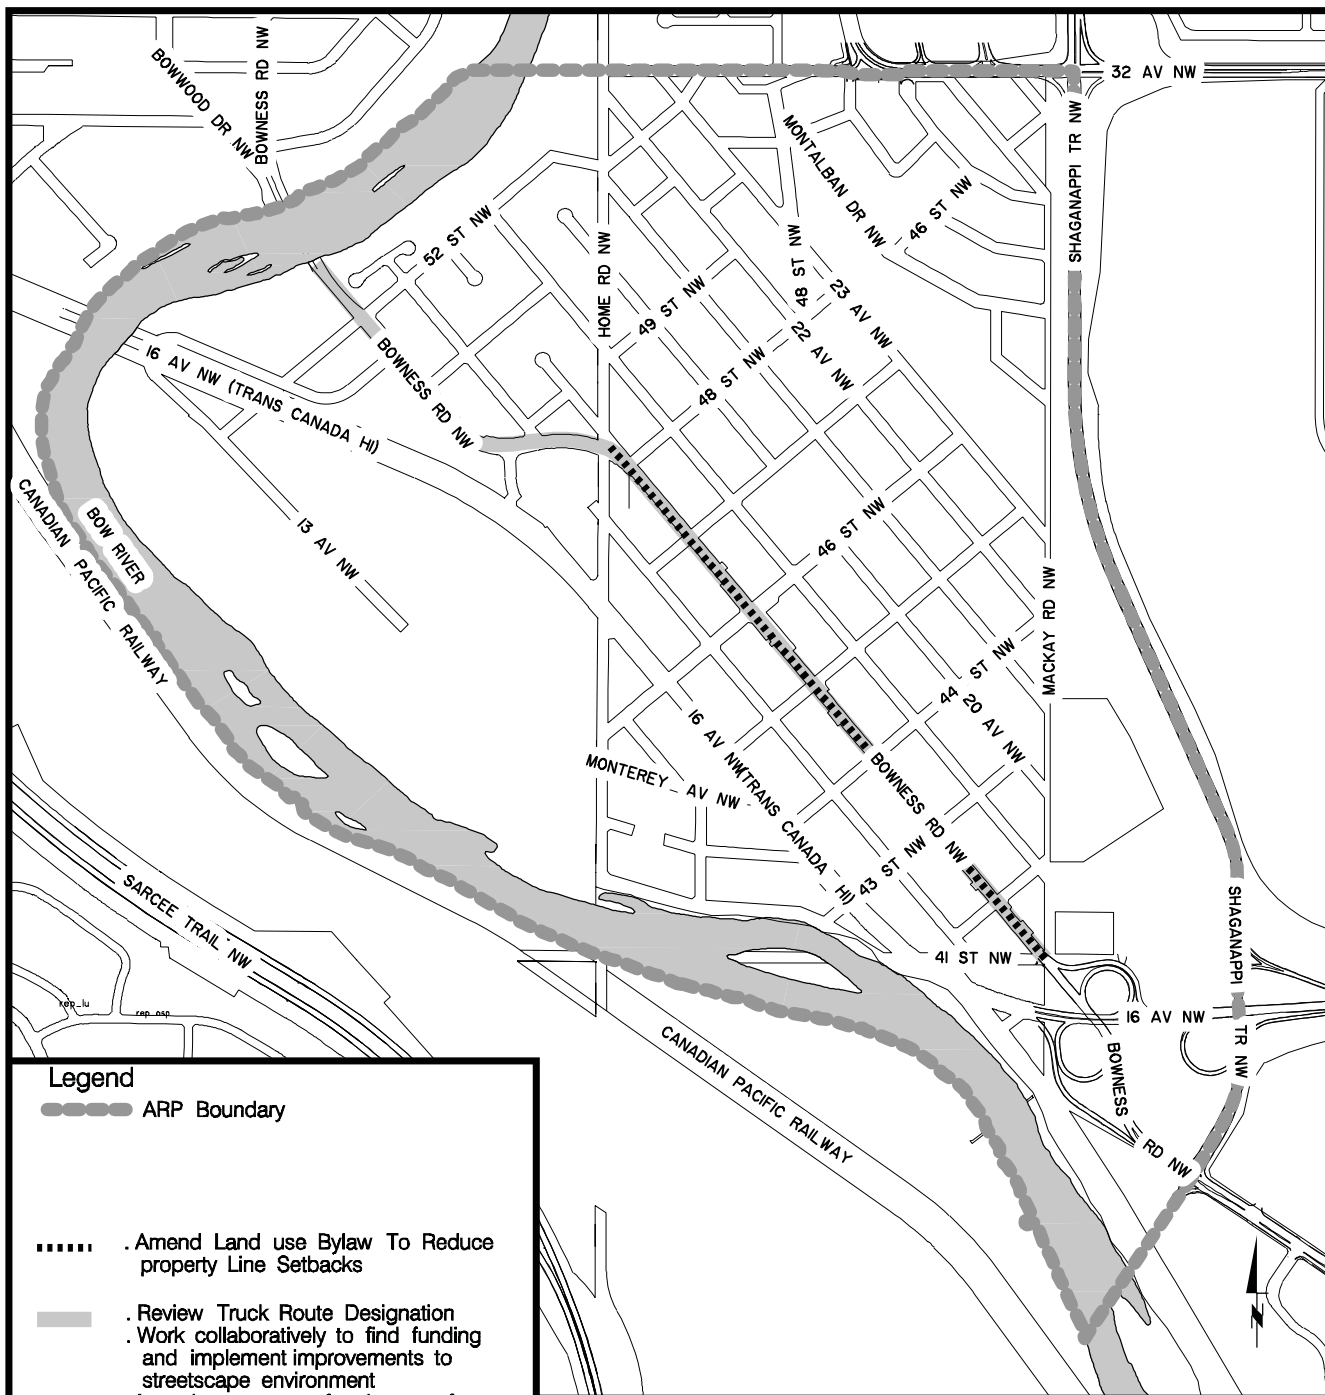 32 AV NW
BOWWOOD DR NW
BOWNESS RD NW
SHAGANAPPI TR NW
MONTALBAN DR NW
46 ST NW
52 ST NW
HOME RD NW
48 ST NW
23 AV NW
49 ST NW
22 AV NW
48 ST NW
16 AV NW (TRANS CANADA HI)
BOWNESS RD NW
CANADIAN PACIFIC RAILWAY
BOW RIVER
13 AV NW
46 ST NW
MACKAY RD NW
44 ST NW
20 AV NW
16 AV NW(TRANS CANADA HI)
MONTEREY AV NW
BOWNESS RD NW
43 ST NW
SARCEE TRAIL NW
41 ST NW
SHAGANAPPI TR NW
rep_lu
rep_osp
16 AV NW
CANADIAN PACIFIC RAILWAY
BOWNESS RD NW
N
Legend
ARP Boundary
. Amend Land use Bylaw To Reduce
property Line Setbacks
. Review Truck Route Designation
. Work collaboratively to find funding
and implement improvements to
streetscape environment